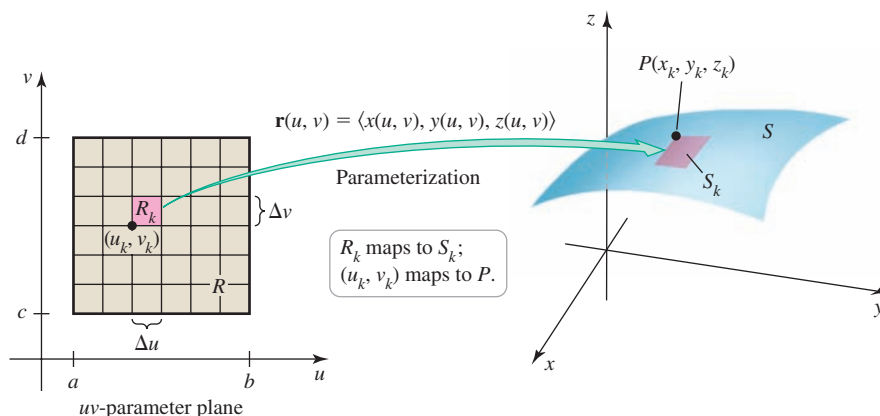 z
P(x_k, y_k, z_k)
v
r(u, v) = ⟨x(u, v), y(u, v), z(u, v)⟩
d
S
Parameterization
S_k
R_k
Δv
(u_k, v_k)
R_k maps to S_k;
(u_k, v_k) maps to P.
R
c
y
Δu
x
a
b
u
uv-parameter plane